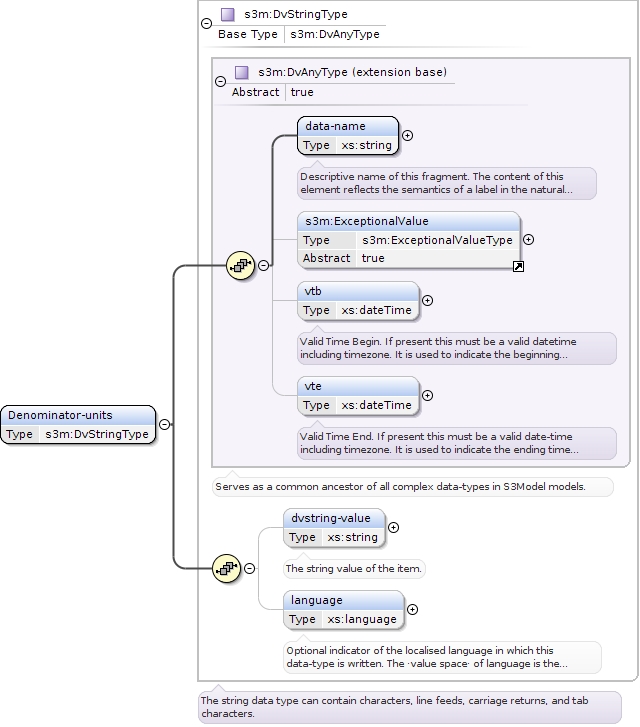 s3m:DvStringType
Base Type s3m:DvAnyType
s3m:DvAnyType (extension base)
Abstract true
data-name
Type xs:string
Descriptive name of this fragment. The content of this
element reflects the semantics of a label in the natural...
s3m:ExceptionalValue
Type s3m:ExceptionalValueType
Abstract true
vtb
Type xs:dateTime
Valid Time Begin. If present this must be a valid datetime
including timezone. It is used to indicate the beginning...
vte
Type xs:dateTime
Valid Time End. If present this must be a valid date-time
including timezone. It is used to indicate the ending time...
Denominator-units
Type s3m:DvStringType
Serves as a common ancestor of all complex data-types in S3Model models.
dvstring-value
Type xs:string
The string value of the item.
language
Type xs:language
Optional indicator of the localised language in which this
data-type is written. The ·value space· of language is the...
The string data type can contain characters, line feeds, carriage returns, and tab
characters.